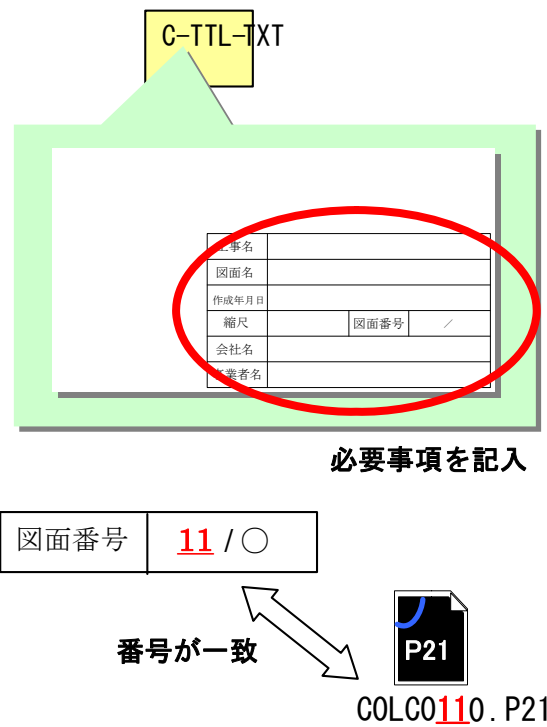 C-TTL-TXT
工事名
図面名
作成年月日
縮尺 図面番号 ／
会社名
事業者名
必要事項を記入
図面番号 11 / ○
番号が一致
P21
C0LC0110.P21